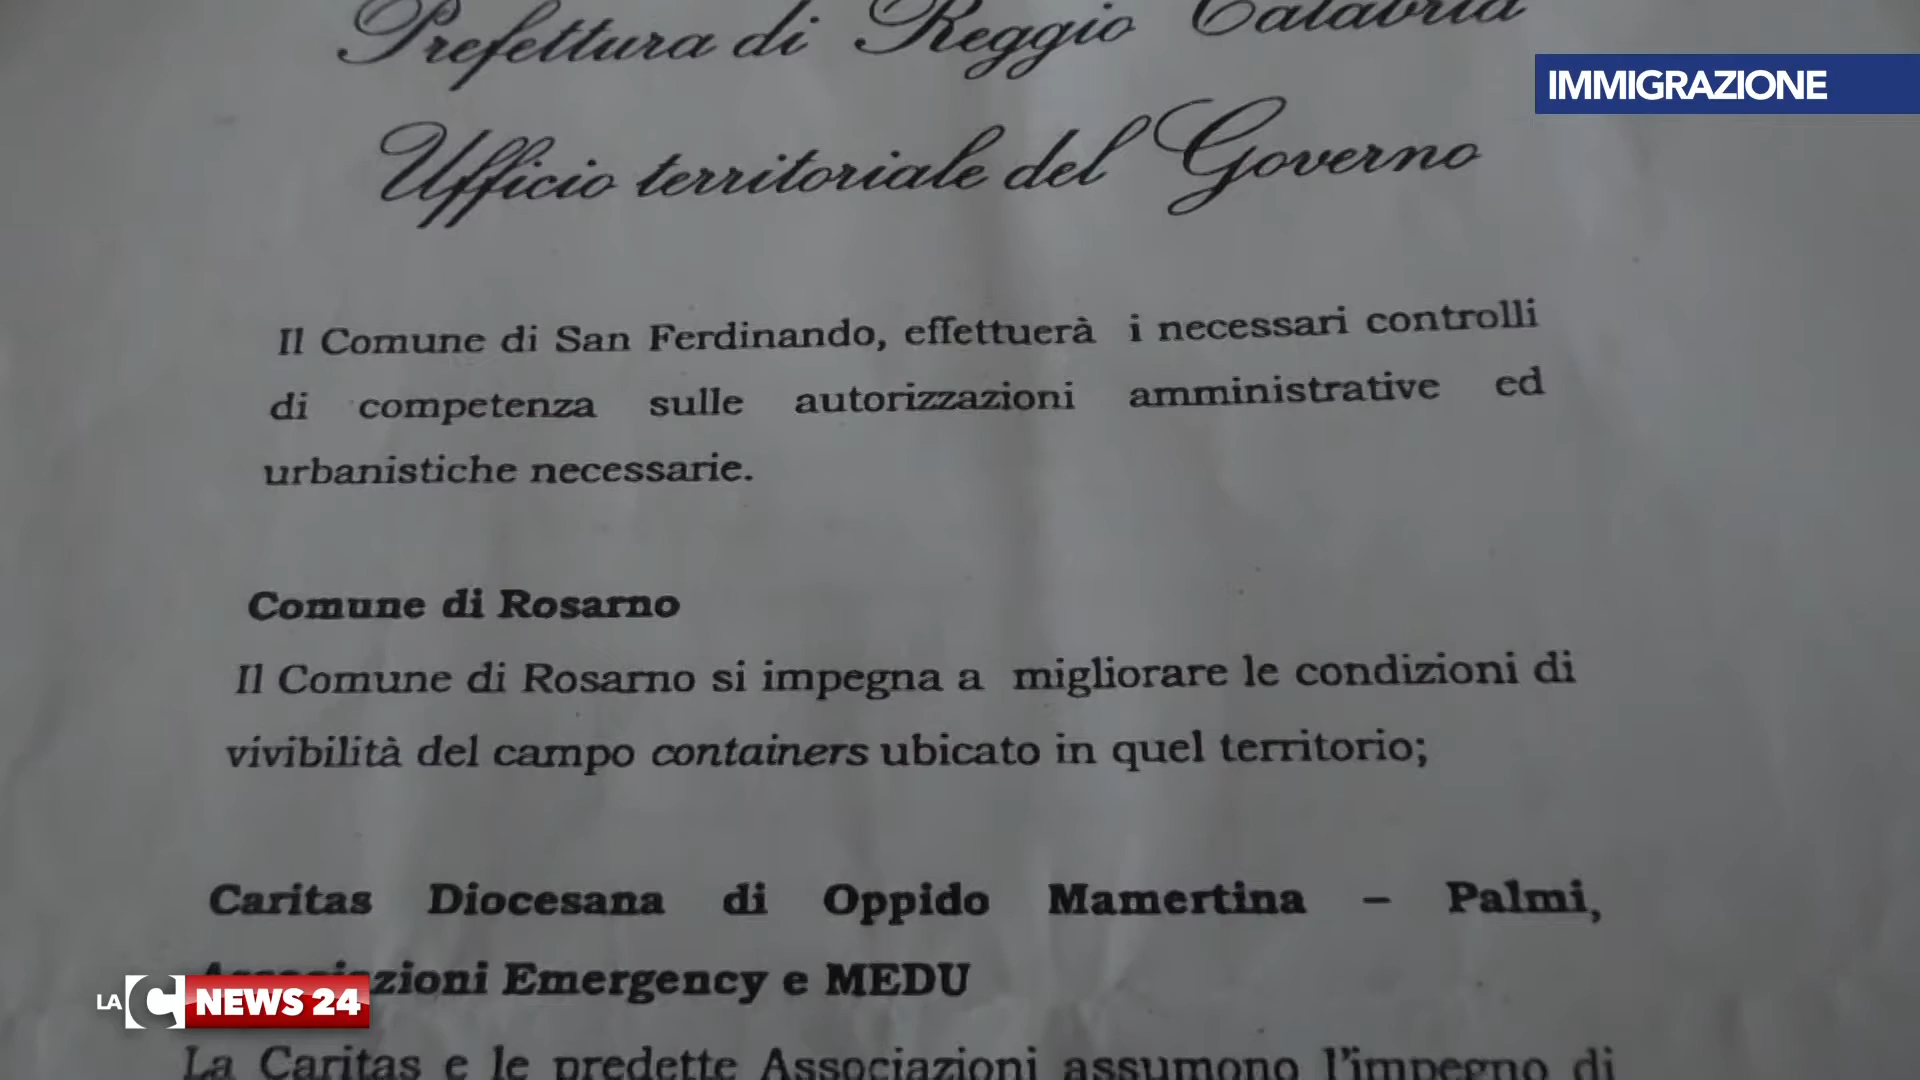 Prefettura di Reggio Calabria
IMMIGRAZIONE
Ufficio territoriale del Governo
Il Comune di San Ferdinando, effettuerà i necessari controlli
di competenza sulle autorizzazioni amministrative ed
urbanistiche necessarie.
Comune di Rosarno
Il Comune di Rosarno si impegna a migliorare le condizioni di
vivibilità del campo containers ubicato in quel territorio;
Caritas Diocesana di Oppido Mamertina – Palmi,
Associazioni Emergency e MEDU
LA C NEWS 24
La Caritas e le predette Associazioni assumono l'impegno di